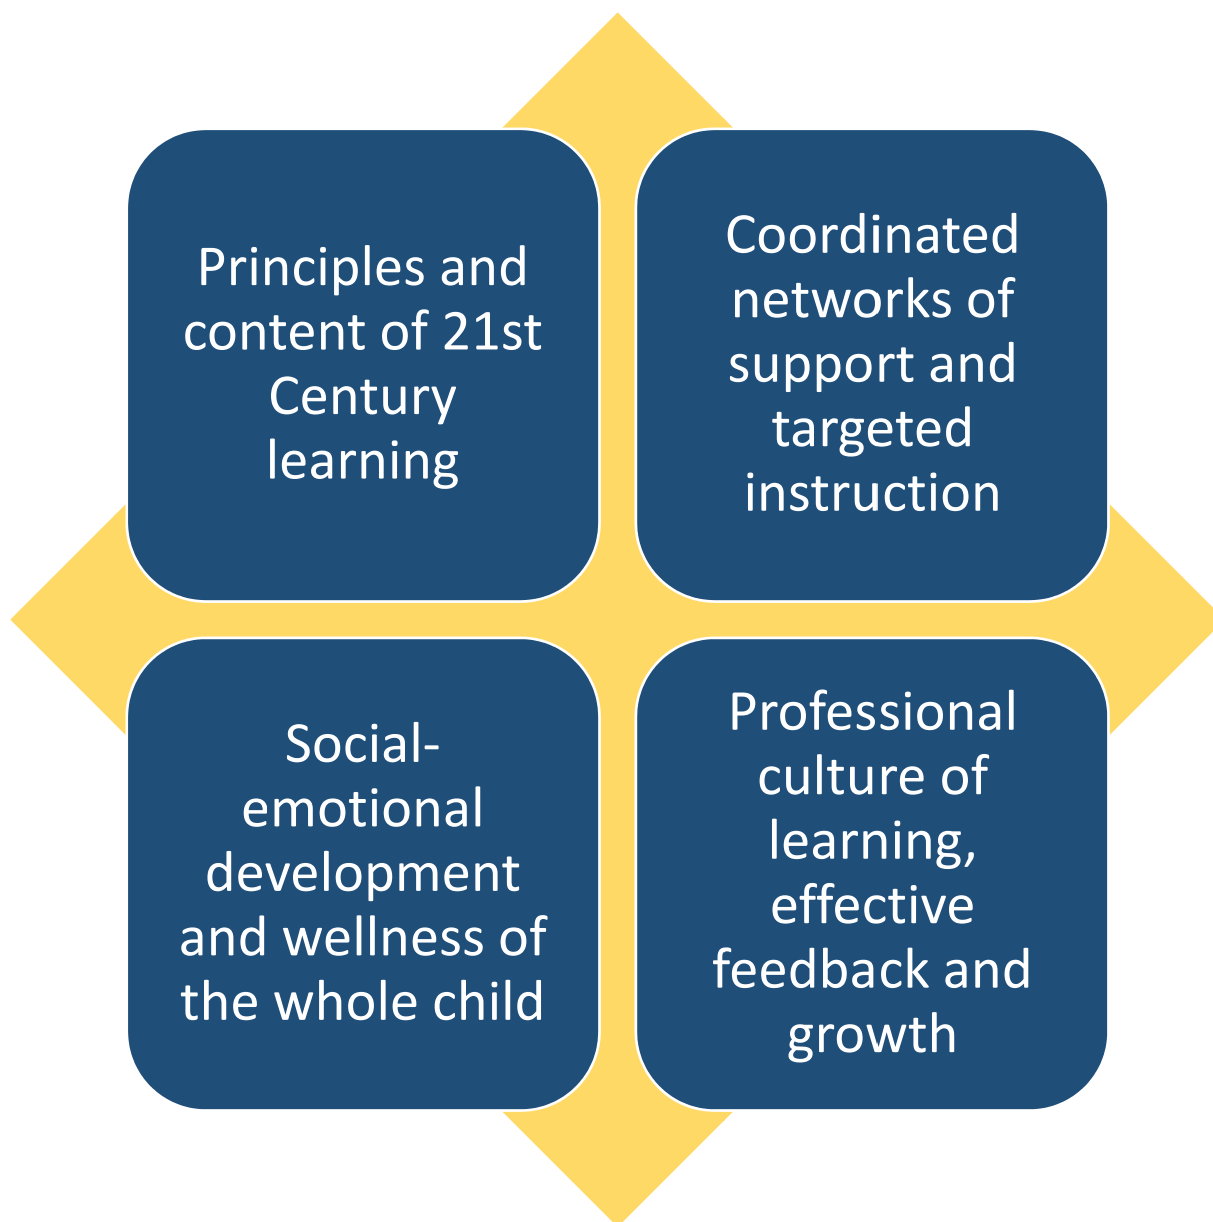 Principles and
content of 21st
Century
learning
Coordinated
networks of
support and
targeted
instruction
Social-
emotional
development
and wellness of
the whole child
Professional
culture of
learning,
effective
feedback and
growth